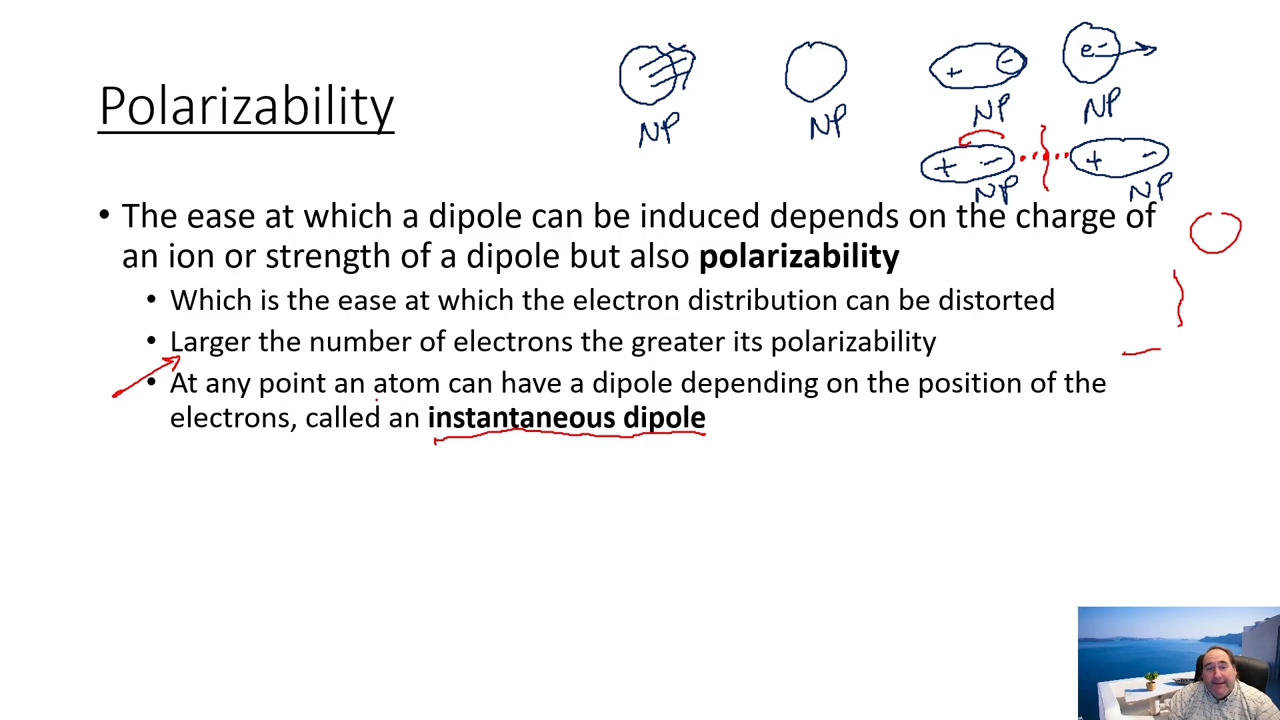 Polarizability
NP
NP
+ -
NP
e-
NP
+ -
NP
+ -
NP
• The ease at which a dipole can be induced depends on the charge of
an ion or strength of a dipole but also polarizability
• Which is the ease at which the electron distribution can be distorted
• Larger the number of electrons the greater its polarizability
• At any point an atom can have a dipole depending on the position of the
electrons, called an instantaneous dipole